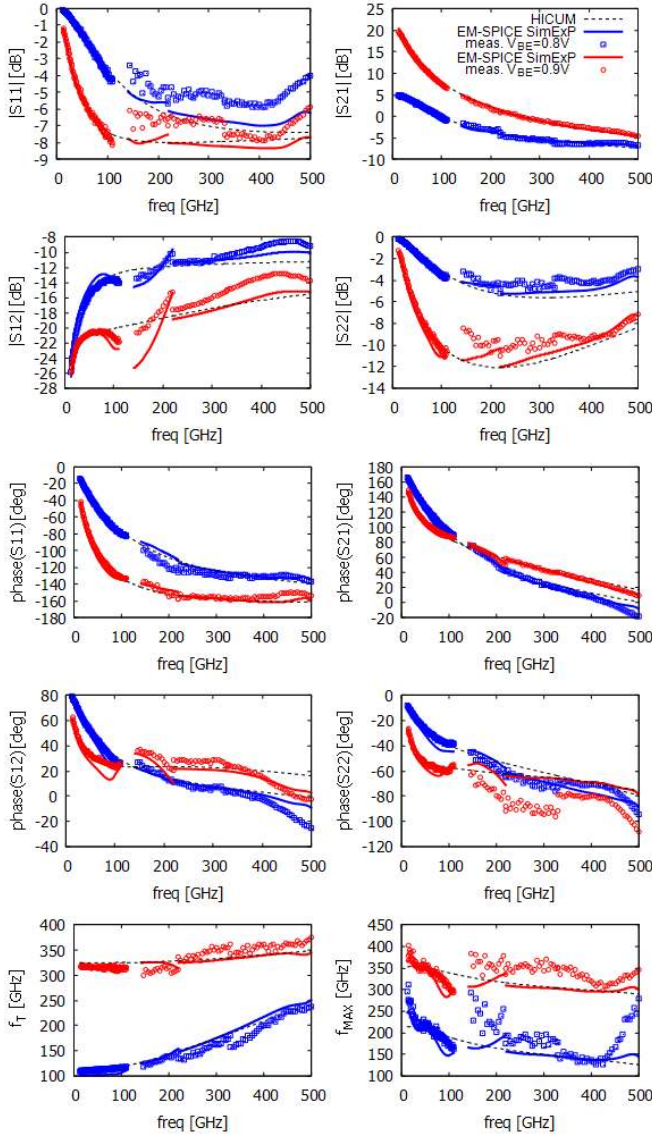 |S11| [dB]
0
-1
-2
-3
-4
-5
-6
-7
-8
-9
0 100 200 300 400 500
freq [GHz]
|S21| [dB]
25
20
15
10
5
0
-5
-10
HICUM
EM-SPICE SimExP
meas. VBE=0.8V
EM-SPICE SimExP
meas. VBE=0.9V
0 100 200 300 400 500
freq [GHz]
|S12| [dB]
-8
-10
-12
-14
-16
-18
-20
-22
-24
-26
-28
0 100 200 300 400 500
freq [GHz]
|S22| [dB]
0
-2
-4
-6
-8
-10
-12
-14
0 100 200 300 400 500
freq [GHz]
phase(S11)[deg]
0
-20
-40
-60
-80
-100
-120
-140
-160
-180
0 100 200 300 400 500
freq [GHz]
phase(S21)[deg]
180
160
140
120
100
80
60
40
20
0
-20
0 100 200 300 400 500
freq [GHz]
phase(S12)[deg]
80
60
40
20
0
-20
-40
0 100 200 300 400 500
freq [GHz]
phase(S22)[deg]
20
0
-20
-40
-60
-80
-100
-120
0 100 200 300 400 500
freq [GHz]
fT [GHz]
400
350
300
250
200
150
100
0 100 200 300 400 500
freq [GHz]
fMAX [GHz]
450
400
350
300
250
200
150
100
0 100 200 300 400 500
freq [GHz]